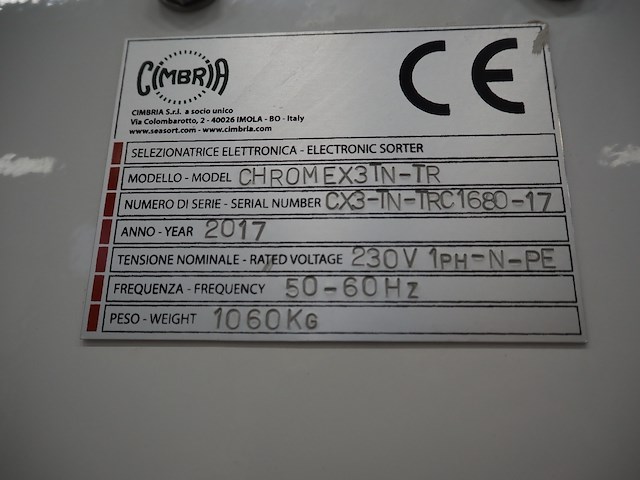 CIMBRIA
CE
CIMBRIA S.r.l. a socio unico
Via Colombarotto, 2 - 40026 IMOLA - BO - Italy
www.seasort.com - www.cimbria.com
SELEZIONATRICE ELETTRONICA - ELECTRONIC SORTER
MODELLO - MODEL CHROMEX3TN-TR
NUMERO DI SERIE - SERIAL NUMBER CX3-TN-TRC1680-17
ANNO - YEAR 2017
TENSIONE NOMINALE - RATED VOLTAGE 230V 1PH-N-PE
FREQUENZA - FREQUENCY 50-60Hz
PESO - WEIGHT 1060KG